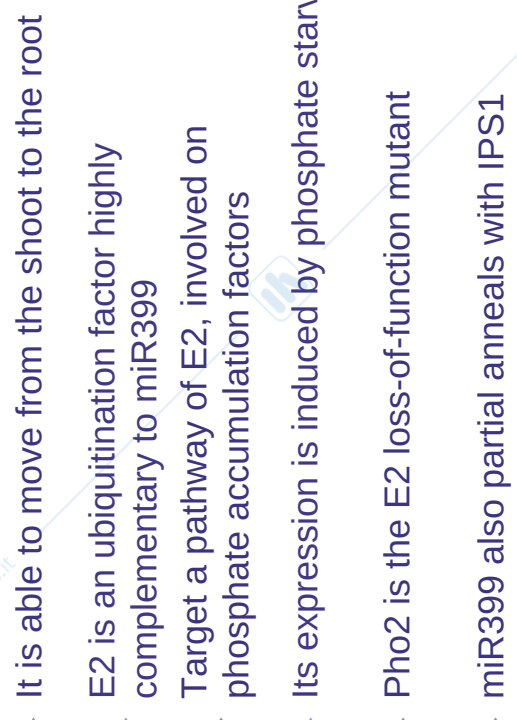 It is able to move from the shoot to the root
E2 is an ubiquitination factor highly
complementary to miR399
Target a pathway of E2, involved on
phosphate accumulation factors
Its expression is induced by phosphate
Pho2 is the E2 loss-of-function mutant
miR399 also partial anneals with IPS1